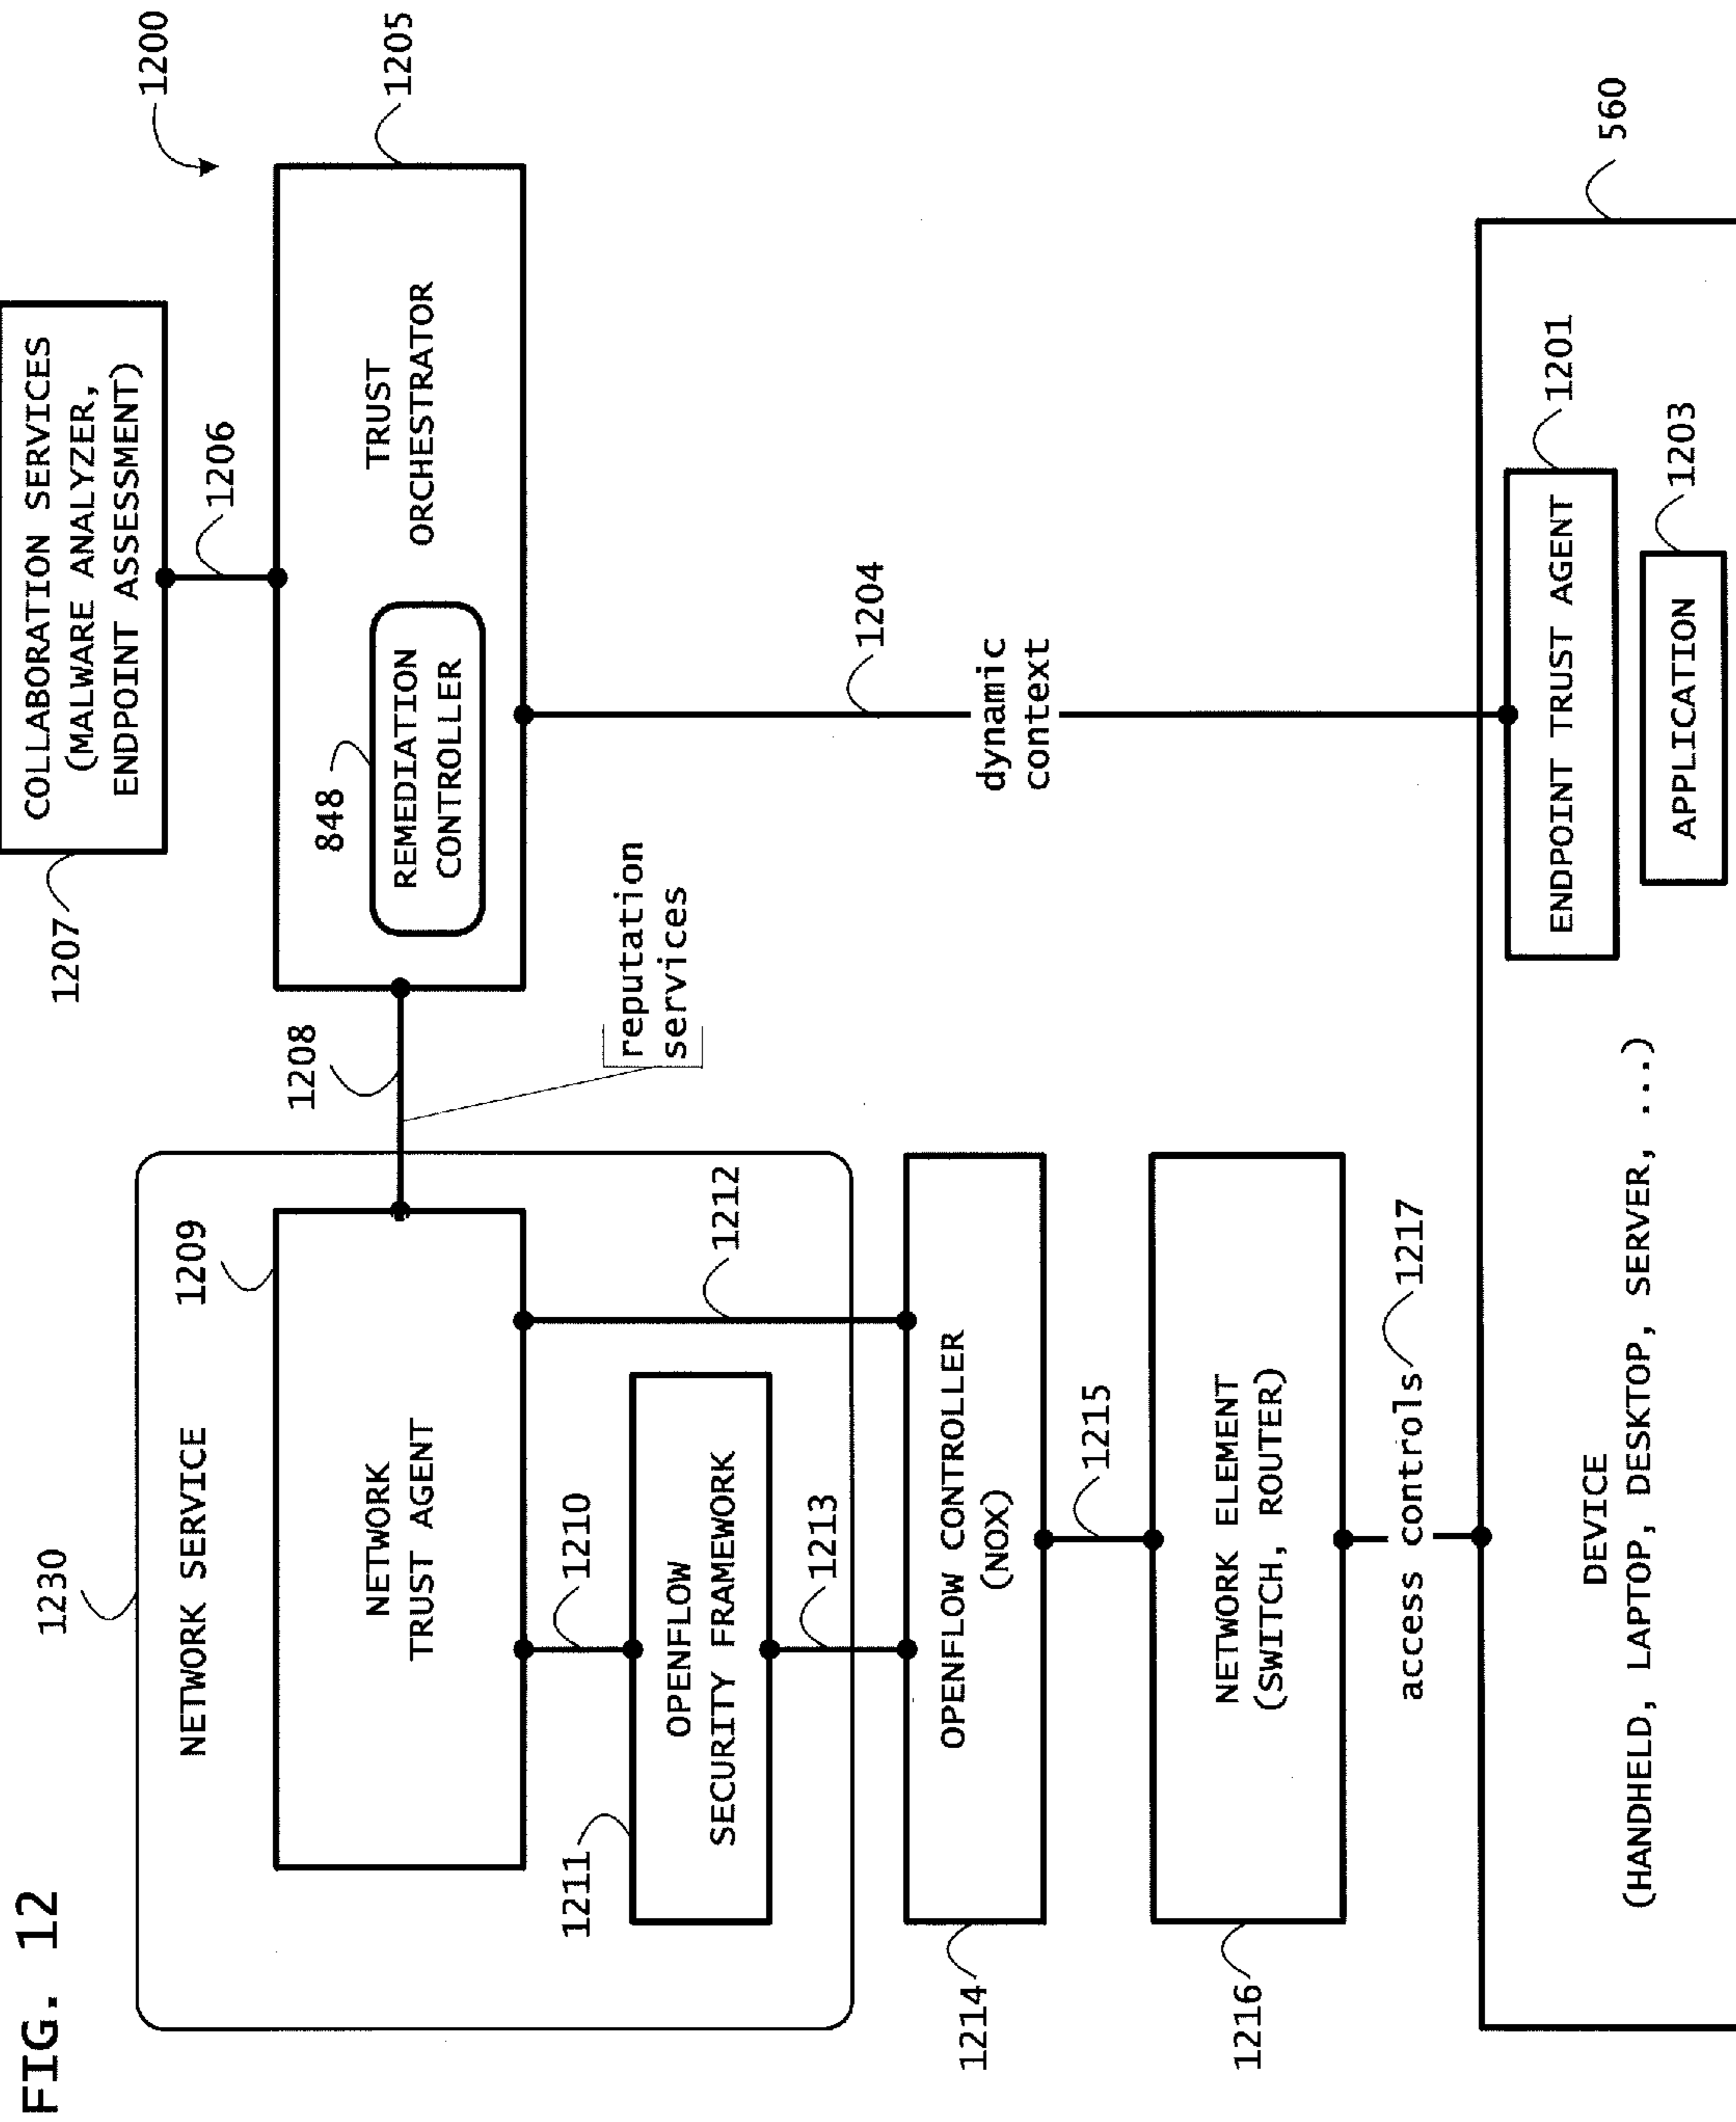 FIG. 12
1200
1230
NETWORK SERVICE
1209
NETWORK
TRUST AGENT
1210
1211
OPENFLOW
SECURITY FRAMEWORK
1212
1213
1208
reputation
services
1207
COLLABORATION SERVICES
(MALWARE ANALYZER,
ENDPOINT ASSESSMENT)
1206
1205
TRUST
ORCHESTRATOR
848
REMEDIATION
CONTROLLER
1204
dynamic
context
1214
OPENFLOW CONTROLLER
(NOX)
1215
1216
NETWORK ELEMENT
(SWITCH, ROUTER)
access controls
1217
560
DEVICE
(HANDHELD, LAPTOP, DESKTOP, SERVER, ...)
1201
ENDPOINT TRUST AGENT
1203
APPLICATION